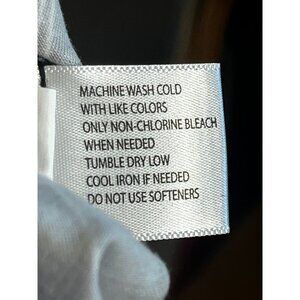 MACHINE WASH COLD
WITH LIKE COLORS
ONLY NON-CHLORINE BLEACH
WHEN NEEDED
TUMBLE DRY LOW
COOL IRON IF NEEDED
DO NOT USE SOFTENERS